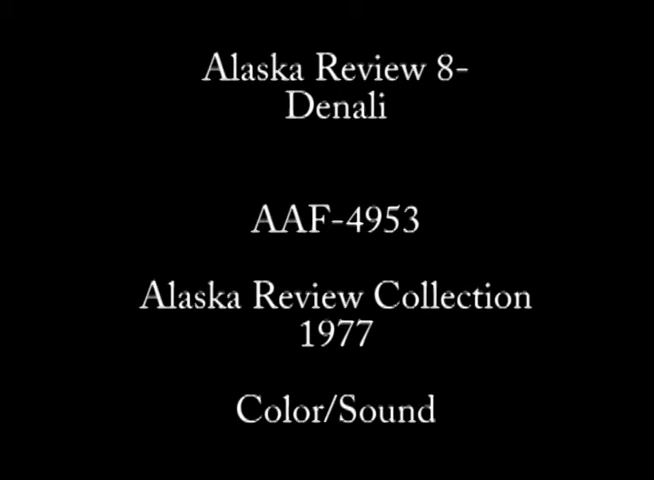 Alaska Review 8-
Denali
AAF-4953
Alaska Review Collection
1977
Color/Sound